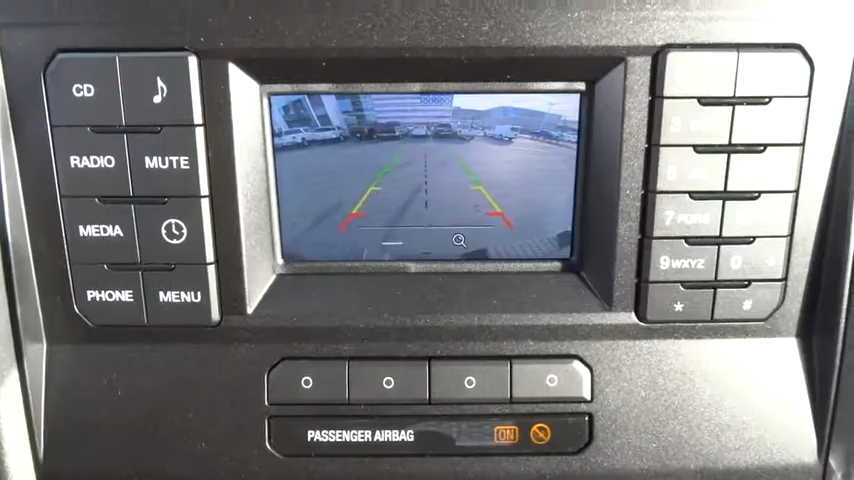 CD
RADIO
MUTE
MEDIA
PHONE
MENU
7 PQRS
9 WXYZ
0
*
#
PASSENGER AIRBAG ON